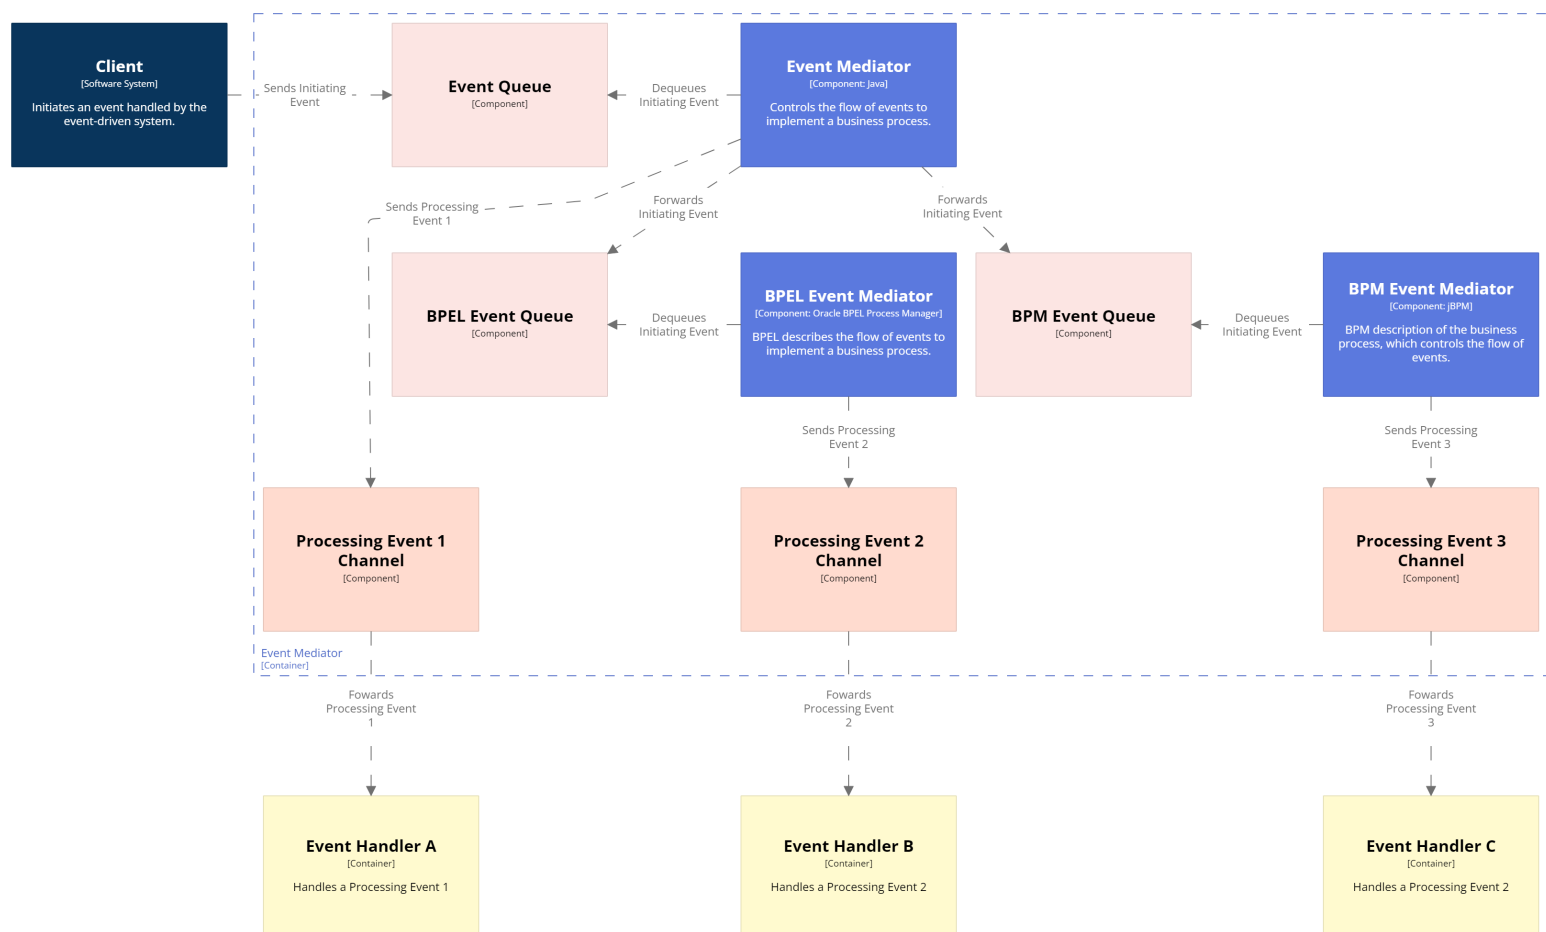 Client
[Software System]
Initiates an event handled by the
event-driven system.
Sends Initiating
Event
Event Queue
[Component]
Dequeues
Initiating Event
Event Mediator
[Component: Java]
Controls the flow of events to
implement a business process.
Sends Processing
Event 1
Forwards
Initiating Event
Forwards
Initiating Event
BPEL Event Queue
[Component]
Dequeues
Initiating Event
BPEL Event Mediator
[Component: Oracle BPEL Process Manager]
BPEL describes the flow of events to
implement a business process.
BPM Event Queue
[Component]
Dequeues
Initiating Event
BPM Event Mediator
[Component: jBPM]
BPM description of the business
process, which controls the flow of
events.
Sends Processing
Event 2
Sends Processing
Event 3
Processing Event 1
Channel
[Component]
Processing Event 2
Channel
[Component]
Processing Event 3
Channel
[Component]
Event Mediator
[Container]
Fowards
Processing Event
1
Fowards
Processing Event
2
Fowards
Processing Event
3
Event Handler A
[Container]
Handles a Processing Event 1
Event Handler B
[Container]
Handles a Processing Event 2
Event Handler C
[Container]
Handles a Processing Event 2